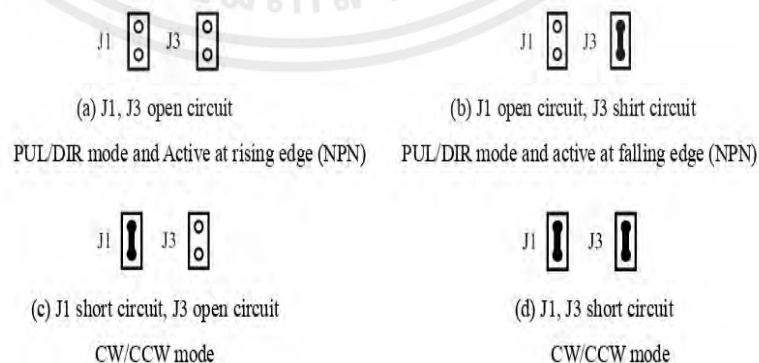 J1 J3
(a) J1, J3 open circuit
PUL/DIR mode and Active at rising edge (NPN)
J1 J3
(b) J1 open circuit, J3 shirt circuit
PUL/DIR mode and active at falling edge (NPN)
J1 J3
(c) J1 short circuit, J3 open circuit
CW/CCW mode
J1 J3
(d) J1, J3 short circuit
CW/CCW mode